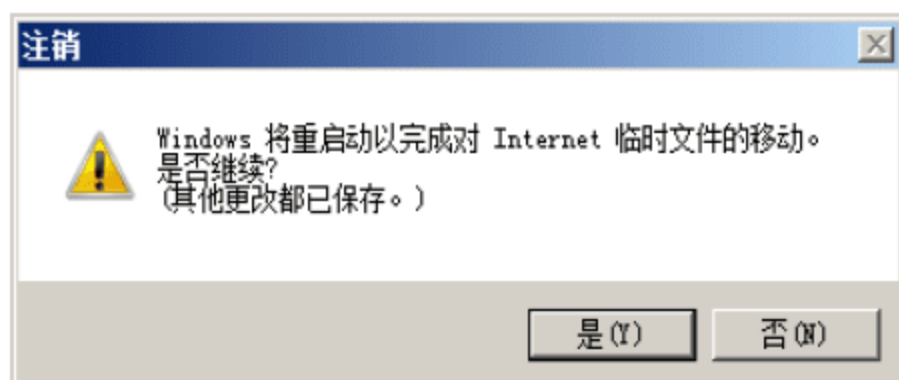 注销
Windows 将重启动以完成对 Internet 临时文件的移动。
是否继续?
(其他更改都已保存。)
是(Y)
否(N)